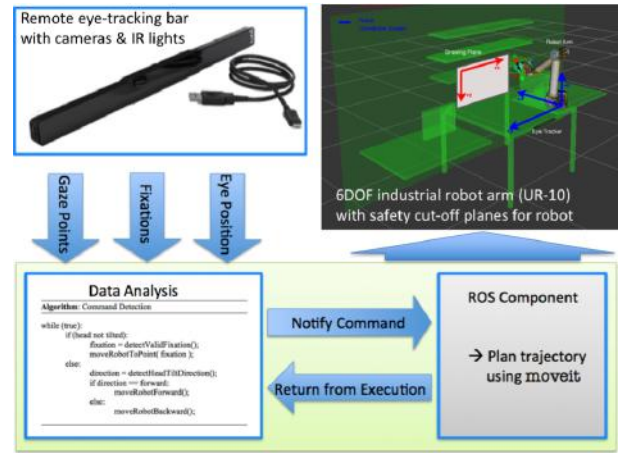 Remote eye-tracking bar
with cameras & IR lights
Drawing Plane
Robot Arm
Eye Tracker
6DOF industrial robot arm (UR-10)
with safety cut-off planes for robot
Gaze Points
Fixations
Eye Position
Data Analysis
Algorithm: Command Detection
while (true):
if (head not tilted):
fixation = detectValidFixation();
moveRobotToPoint( fixation );
else:
direction = detectHeadTiltDirection();
if direction == forward:
moveRobotForward();
else:
moveRobotBackward();
Notify Command
Return from Execution
ROS Component
→ Plan trajectory
using moveit